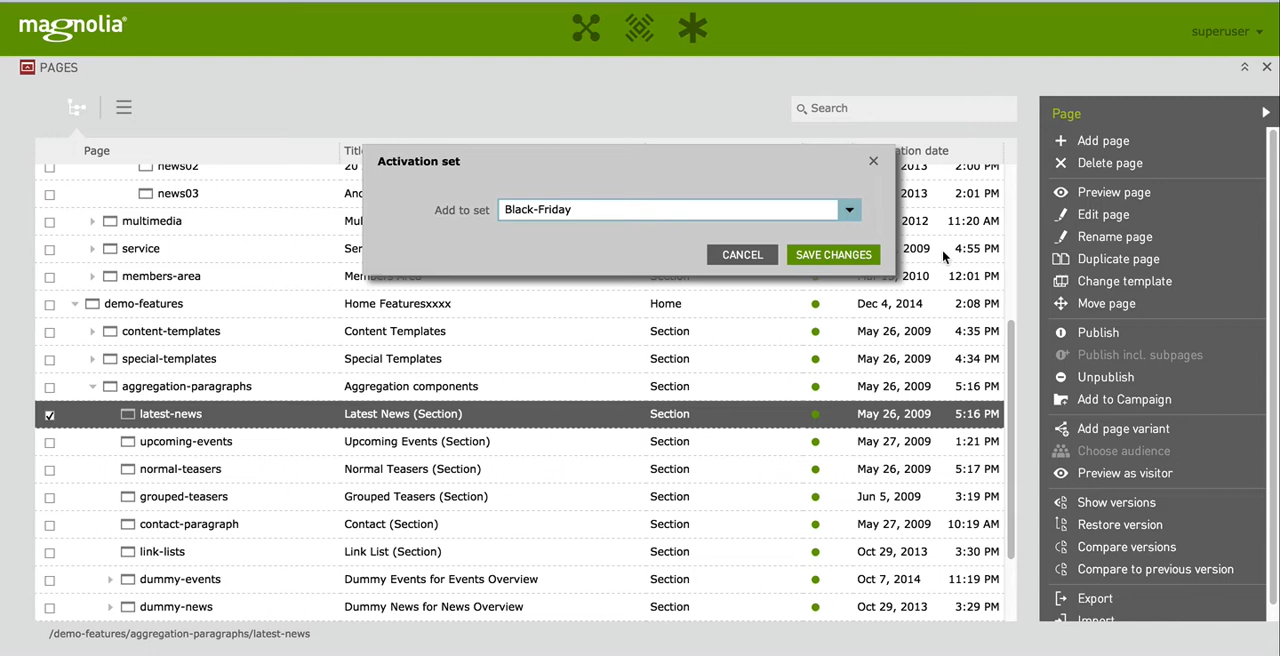 magnolia®
superuser
PAGES
Search
Page
Activation set
Add to set Black-Friday
CANCEL SAVE CHANGES
Page Titl ation date
news02 20 2013 2:00 PM
news03 2013 2:01 PM
multimedia Mul 2012 11:20 AM
service Ser 2009 4:55 PM
members-area Members Area Section 2010 12:01 PM
demo-features Home Featuresxxxx Home Dec 4, 2014 2:08 PM
content-templates Content Templates Section May 26, 2009 4:35 PM
special-templates Special Templates Section May 26, 2009 4:34 PM
aggregation-paragraphs Aggregation components Section May 26, 2009 5:16 PM
latest-news Latest News (Section) Section May 26, 2009 5:16 PM
upcoming-events Upcoming Events (Section) Section May 27, 2009 1:21 PM
normal-teasers Normal Teasers (Section) Section May 26, 2009 5:17 PM
grouped-teasers Grouped Teasers (Section) Section Jun 5, 2009 3:19 PM
contact-paragraph Contact (Section) Section May 27, 2009 10:19 AM
link-lists Link List (Section) Section Oct 29, 2013 3:30 PM
dummy-events Dummy Events for Events Overview Section Oct 7, 2014 11:19 PM
dummy-news Dummy News for News Overview Section Oct 29, 2013 3:29 PM
/demo-features/aggregation-paragraphs/latest-news
Add page
Delete page
Preview page
Edit page
Rename page
Duplicate page
Change template
Move page
Publish
Publish incl. subpages
Unpublish
Add to Campaign
Add page variant
Choose audience
Preview as visitor
Show versions
Restore version
Compare versions
Compare to previous version
Export
Import